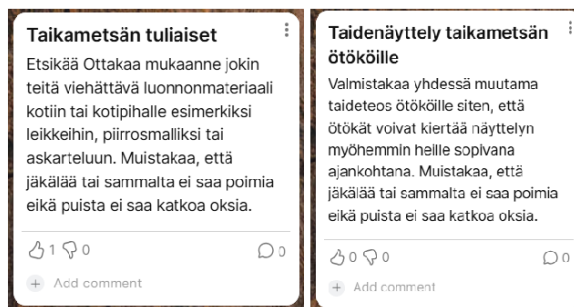 Taikametsän tuliaiset
Etsikää Ottakaa mukaanne jokin
teitä viehättävä luonnonmateriaali
kotiin tai kotipihalle esimerkiksi
leikkeihin, piirrosmalliksi tai
askarteluun. Muistakaa, että
jäkälää tai sammalta ei saa poimia
eikä puista ei saa katkoa oksia.
1 0 0
Add comment
Taidenäyttely taikametsän
ötököille
Valmistakaa yhdessä muutama
taideteos ötököille siten, että
ötökät voivat kiertää näyttelyn
myöhemmin heille sopivana
ajankohtana. Muistakaa, että
jäkälää tai sammalta ei saa poimia
eikä puista ei saa katkoa oksia.
0 0 0
Add comment